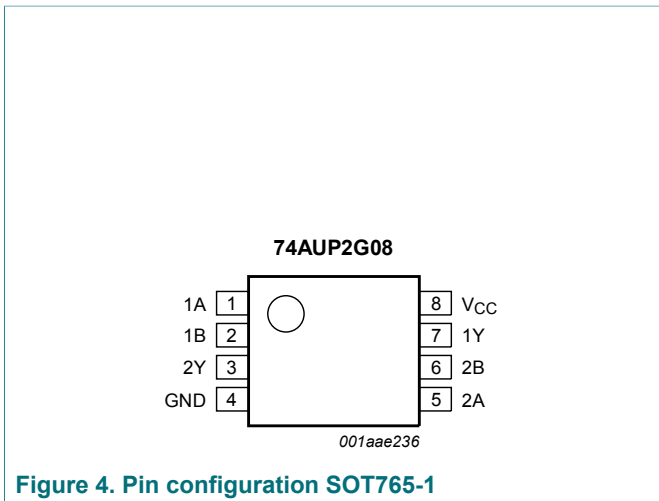 74AUP2G08
1A 1 8 VCC
1B 2 7 1Y
2Y 3 6 2B
GND 4 5 2A
001aae236
Figure 4. Pin configuration SOT765-1